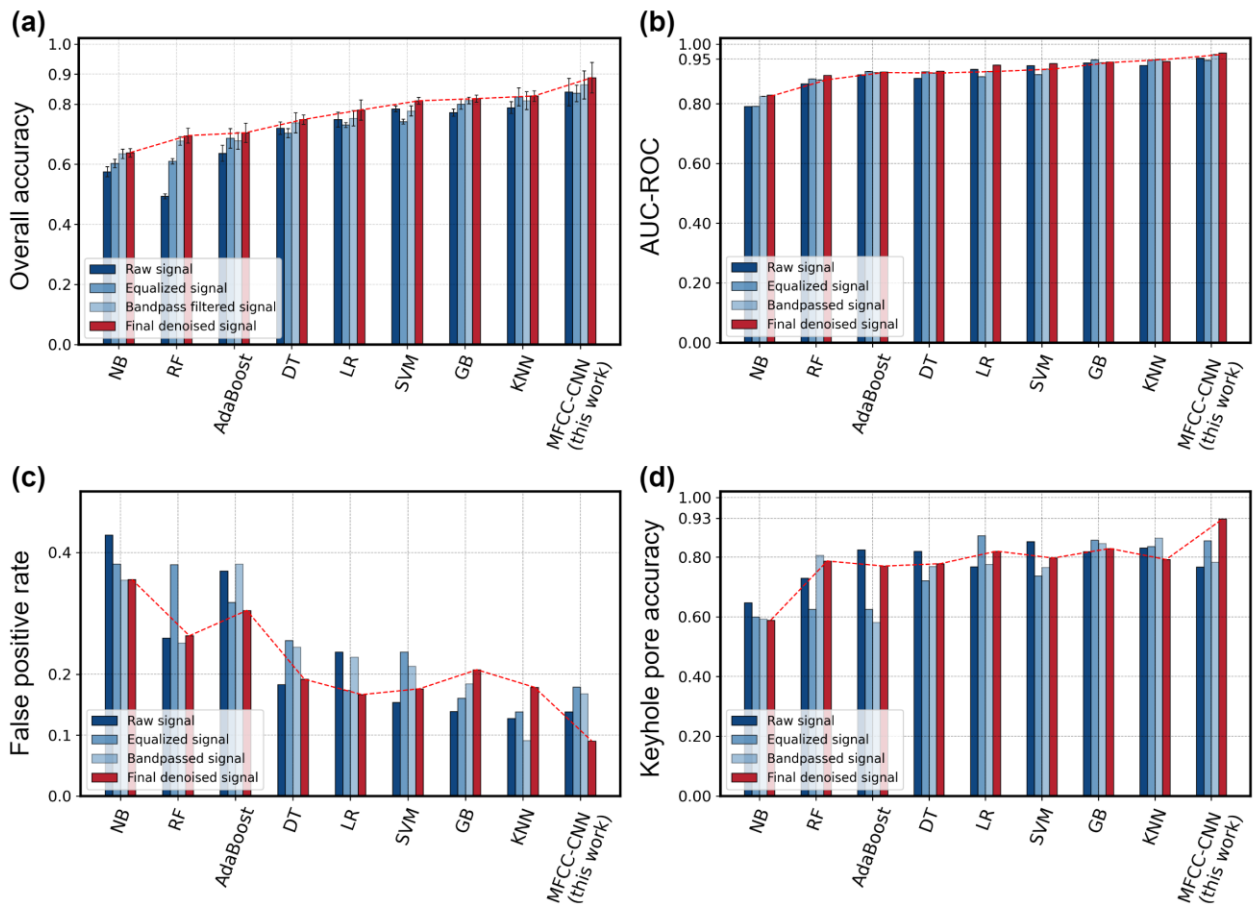 (a)
Overall accuracy
1.0
0.9
0.8
0.6
0.4
0.2
0.0
Raw signal
Equalized signal
Bandpass filtered signal
Final denoised signal
NB
RF
AdaBoost
DT
LR
SVM
GB
KNN
MFCC-CNN
(this work)
(b)
AUC-ROC
1.00
0.95
0.80
0.60
0.40
0.20
0.00
Raw signal
Equalized signal
Bandpassed signal
Final denoised signal
NB
RF
AdaBoost
DT
LR
SVM
GB
KNN
MFCC-CNN
(this work)
(c)
False positive rate
0.4
0.2
0.1
0.0
Raw signal
Equalized signal
Bandpassed signal
Final denoised signal
NB
RF
AdaBoost
DT
LR
SVM
GB
KNN
MFCC-CNN
(this work)
(d)
Keyhole pore accuracy
1.00
0.93
0.80
0.60
0.40
0.20
0.00
Raw signal
Equalized signal
Bandpassed signal
Final denoised signal
NB
RF
AdaBoost
DT
LR
SVM
GB
KNN
MFCC-CNN
(this work)